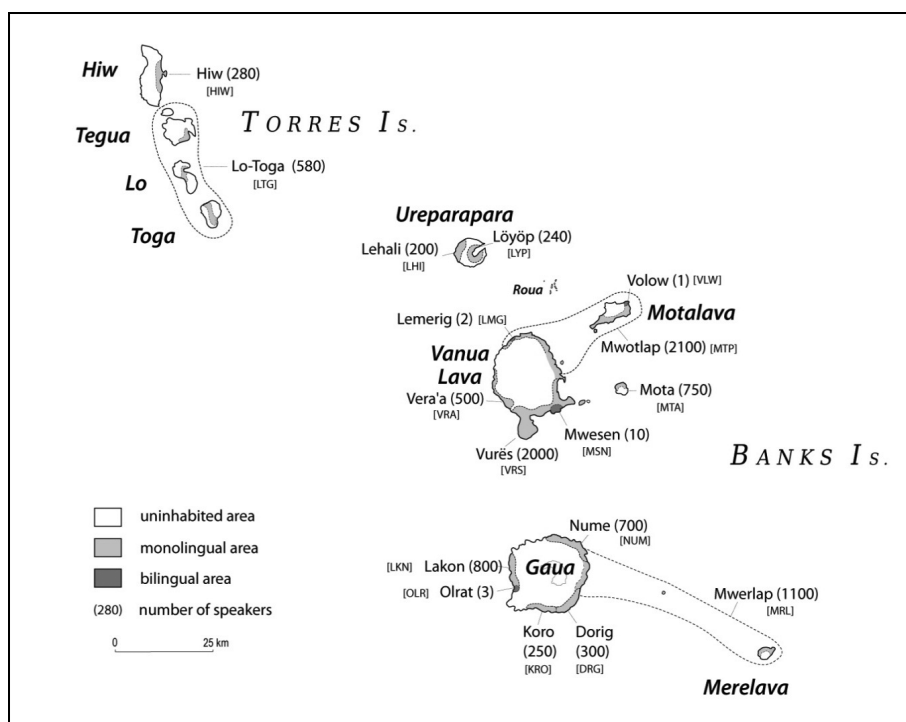 Hiw
Hiw (280)
[HIW]
TORRES IS.
Tegua
Lo-Toga (580)
[LTG]
Lo
Toga
Ureparapara
Löyöp (240)
[LYP]
Lehali (200)
[LHI]
Roua
Volow (1) [VLW]
Motalava
Lemerig (2) [LMG]
Mwotlap (2100) [MTP]
Vanua
Lava
Mota (750)
[MTA]
Vera'a (500)
[VRA]
Mwesen (10)
[MSN]
Vurës (2000)
[VRS]
BANKS IS.
uninhabited area
monolingual area
bilingual area
(280) number of speakers
0 25 km
Nume (700)
[NUM]
Gaua
[LKN] Lakon (800)
[OLR] Olrat (3)
Mwerlap (1100)
[MRL]
Koro
(250)
[KRO]
Dorig
(300)
[DRG]
Merelava